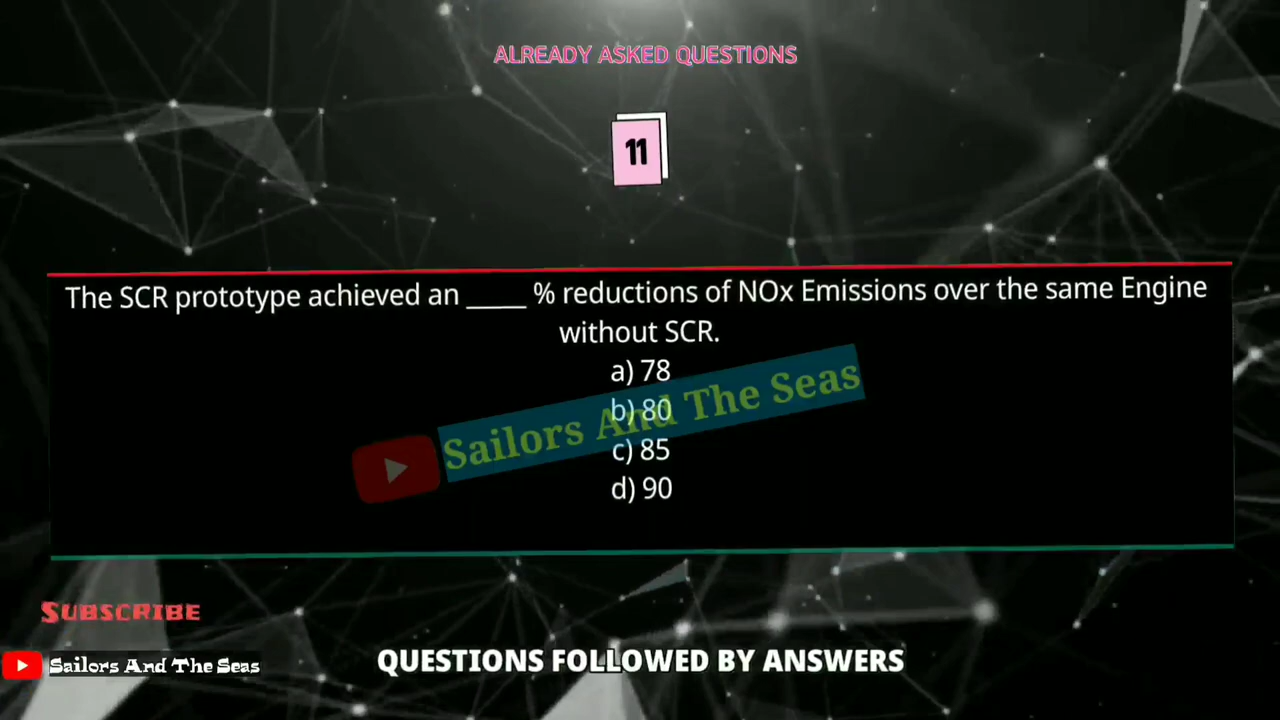 ALREADY ASKED QUESTIONS
11
The SCR prototype achieved an ____ % reductions of NOx Emissions over the same Engine
without SCR.
a) 78
b) 80
c) 85
d) 90
Sailors And The Seas
SUBSCRIBE
Sailors And The Seas
QUESTIONS FOLLOWED BY ANSWERS